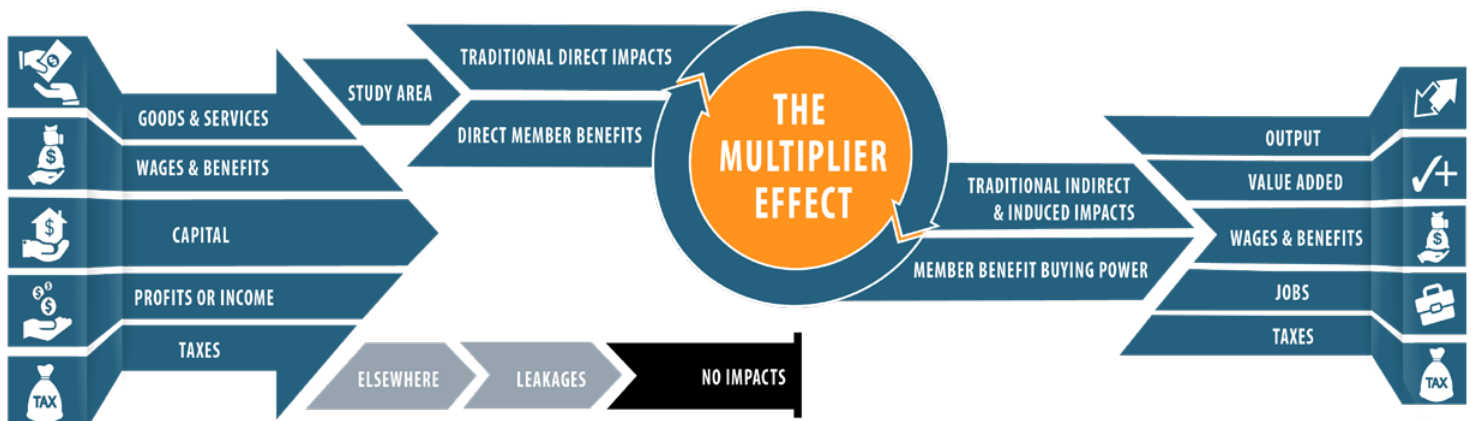 GOODS & SERVICES
WAGES & BENEFITS
$
CAPITAL
$
PROFITS OR INCOME
$
$
$
TAXES
TAX
STUDY AREA
TRADITIONAL DIRECT IMPACTS
DIRECT MEMBER BENEFITS
ELSEWHERE
LEAKAGES
NO IMPACTS
THE
MULTIPLIER
EFFECT
TRADITIONAL INDIRECT
& INDUCED IMPACTS
MEMBER BENEFIT BUYING POWER
OUTPUT
VALUE ADDED
WAGES & BENEFITS
$
JOBS
TAXES
TAX